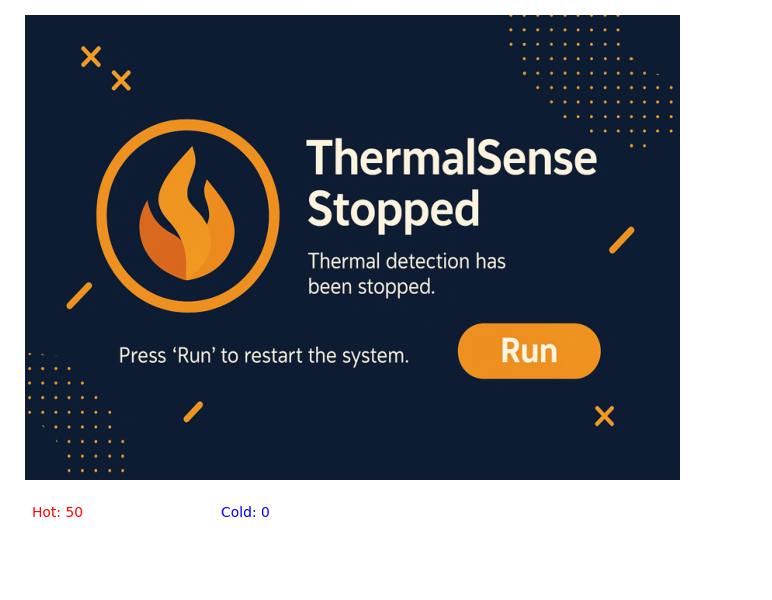 ThermalSense
Stopped
Thermal detection has
been stopped.
Press ‘Run’ to restart the system.
Run
Hot: 50
Cold: 0